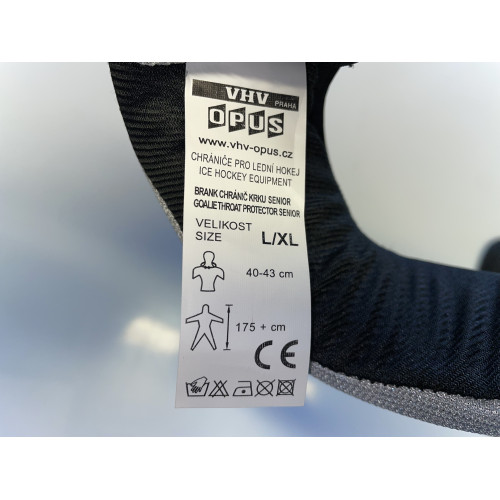 VHV
PRAHA
OPUS
www.vhv-opus.cz
CHRÁNIČE PRO LEDNÍ HOKEJ
ICE HOCKEY EQUIPMENT
BRANK CHRÁNIČ KRKU SENIOR
GOALIE THROAT PROTECTOR SENIOR
VELIKOST
SIZE L/XL
40-43 cm
175 + cm
CE